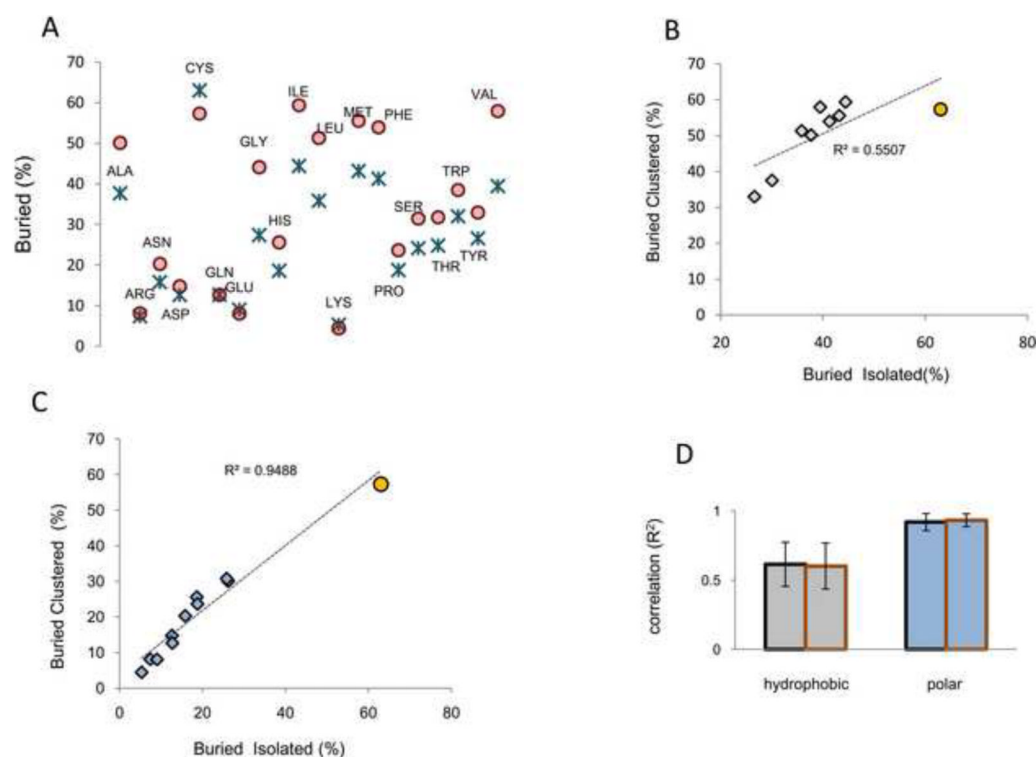 A
Buried (%)
70
60
50
40
30
20
10
0
CYS
ILE
VAL
MET
PHE
LEU
GLY
ALA
TRP
SER
HIS
ASN
TYR
THR
GLN
GLU
PRO
ARG
ASP
LYS
B
Buried Clustered (%)
70
60
50
40
30
20
10
0
R² = 0.5507
20 40 60 80
Buried Isolated(%)
C
Buried Clustered (%)
70
60
50
40
30
20
10
0
R² = 0.9488
0 20 40 60 80
Buried Isolated (%)
D
correlation (R²)
1
0.5
0
hydrophobic polar